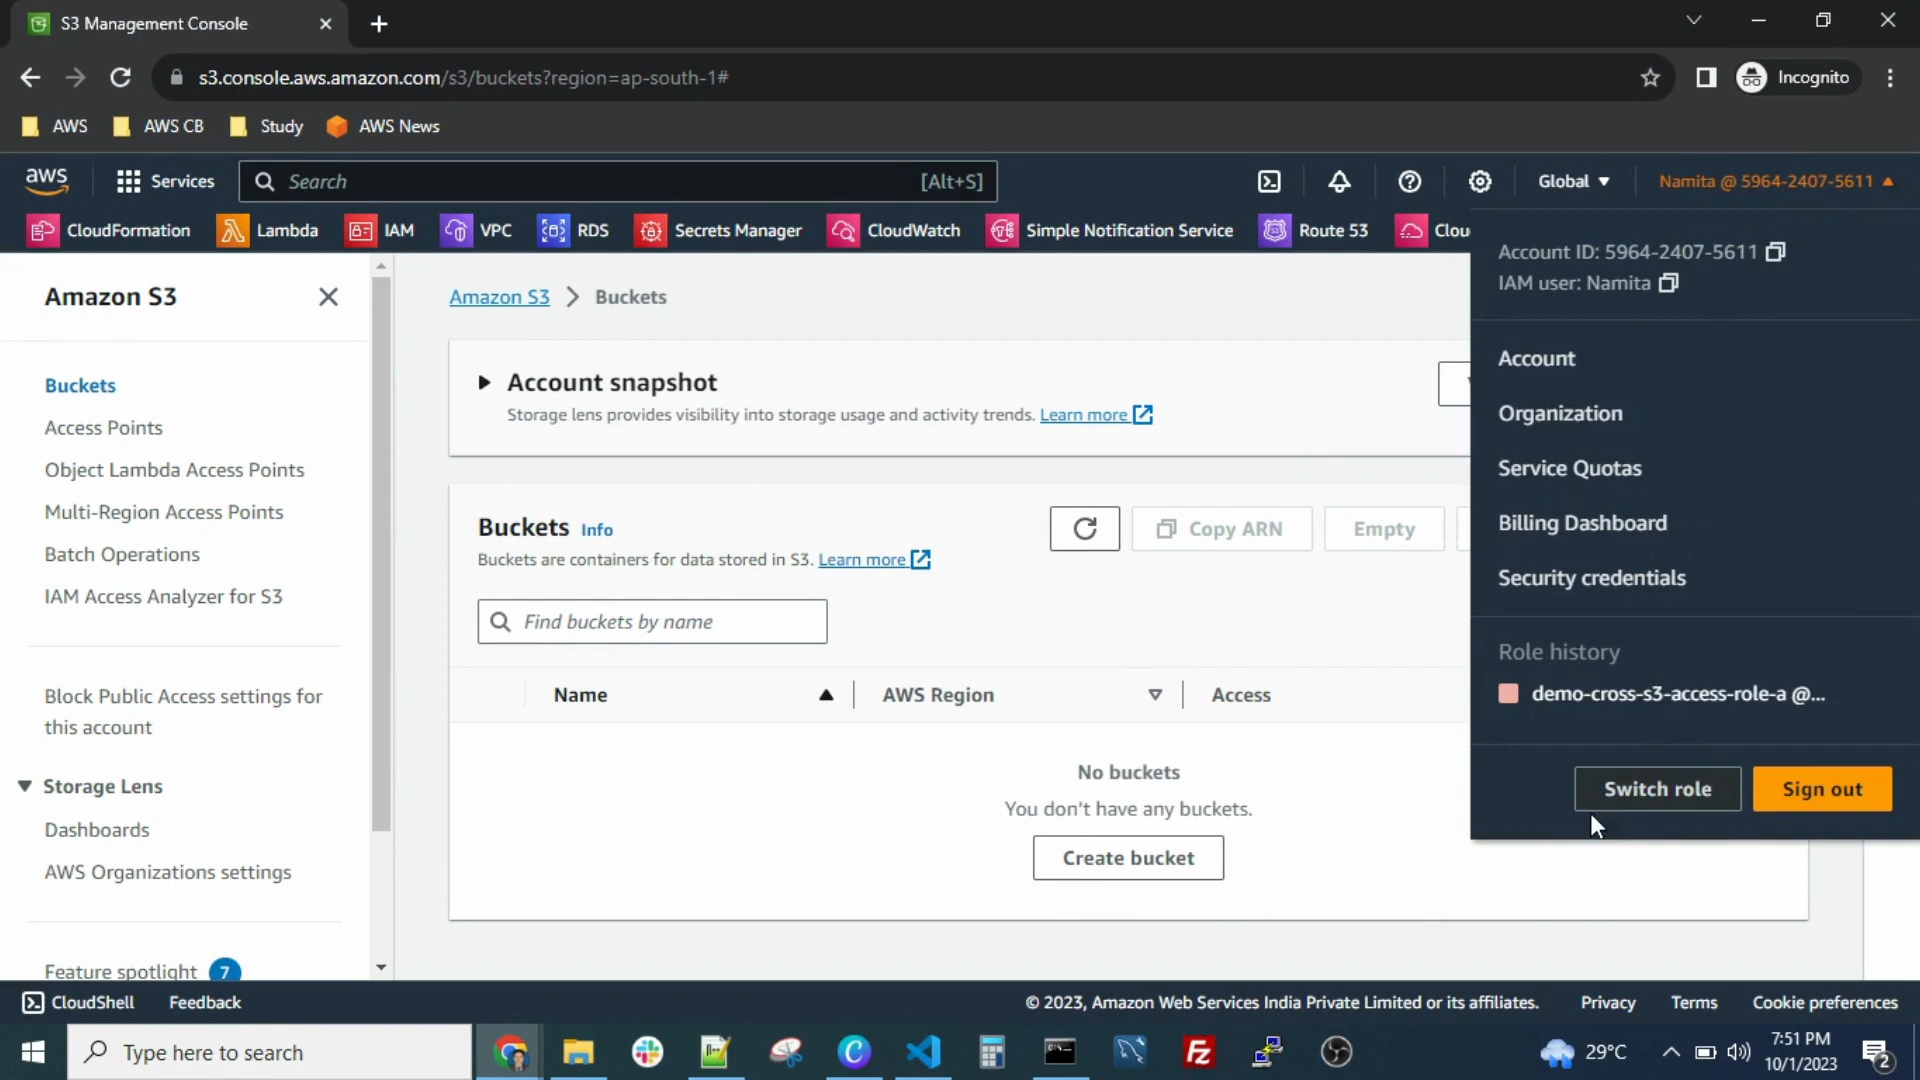 S3 Management Console
s3.console.aws.amazon.com/s3/buckets?region=ap-south-1#
Incognito
AWS
AWS CB
Study
AWS News
aws
Services
Search
[Alt+S]
Global
Namita @ 5964-2407-5611
CloudFormation
Lambda
IAM
VPC
RDS
Secrets Manager
CloudWatch
Simple Notification Service
Route 53
Clou
Account ID: 5964-2407-5611
IAM user: Namita
Account
Organization
Service Quotas
Billing Dashboard
Security credentials
Role history
demo-cross-s3-access-role-a @...
Switch role
Sign out
Amazon S3
Buckets
Access Points
Object Lambda Access Points
Multi-Region Access Points
Batch Operations
IAM Access Analyzer for S3
Block Public Access settings for
this account
Storage Lens
Dashboards
AWS Organizations settings
Feature spotlight
7
Amazon S3
Buckets
Account snapshot
Storage lens provides visibility into storage usage and activity trends. Learn more
Buckets Info
Buckets are containers for data stored in S3. Learn more
Copy ARN
Empty
Find buckets by name
Name
AWS Region
Access
No buckets
You don't have any buckets.
Create bucket
CloudShell
Feedback
© 2023, Amazon Web Services India Private Limited or its affiliates.
Privacy
Terms
Cookie preferences
Type here to search
29°C
7:51 PM
10/1/2023
2